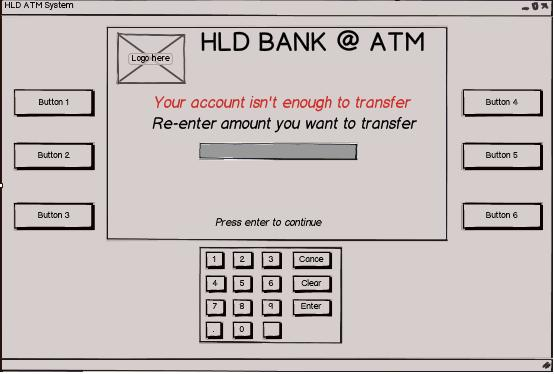 HLD ATM System
Logo here
HLD BANK @ ATM
Your account isn't enough to transfer
Re-enter amount you want to transfer
Press enter to continue
Button 1
Button 2
Button 3
Button 4
Button 5
Button 6
1 2 3 Cance
4 5 6 Clear
7 8 9 Enter
. 0